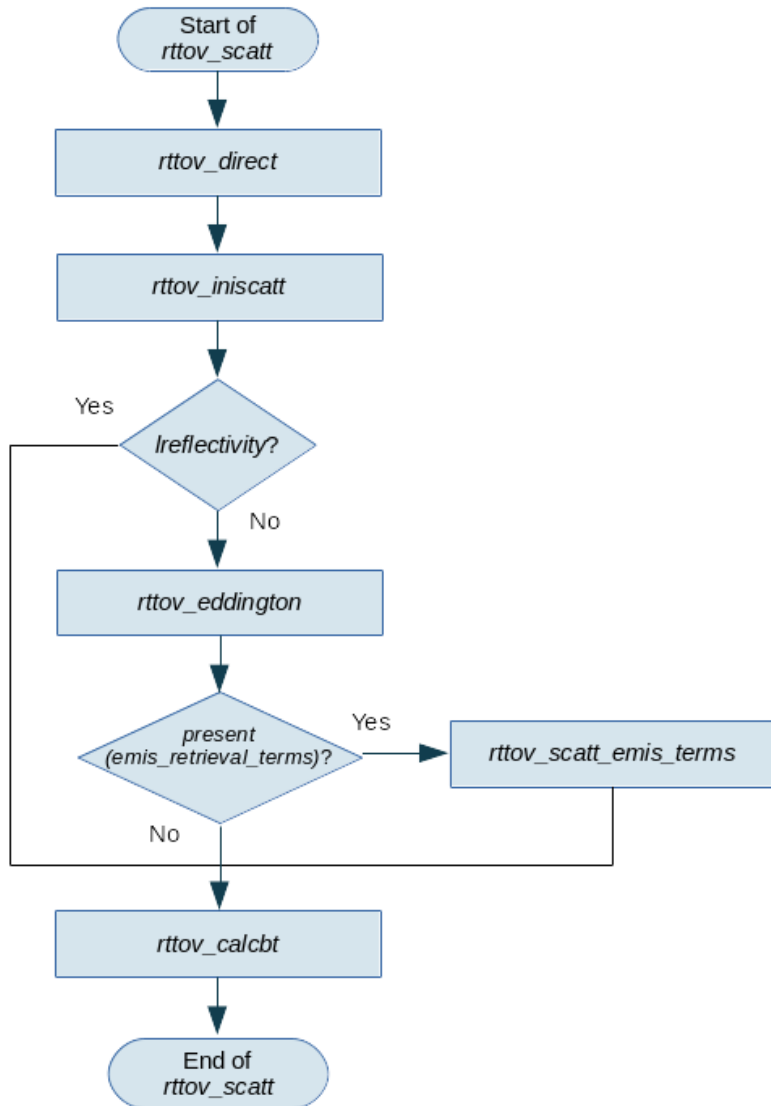 Start of
rttov_scatt
rttov_direct
rttov_iniscatt
Yes
lreflectivity?
No
rttov_eddington
present
(emis_retrieval_terms)?
Yes
rttov_scatt_emis_terms
No
rttov_calcbt
End of
rttov_scatt